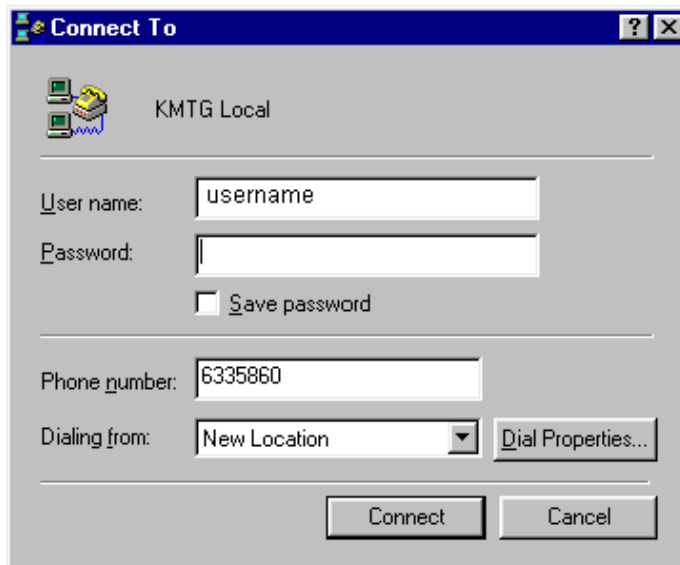 Connect To
KMTG Local
User name: username
Password:
Save password
Phone number: 6335860
Dialing from: New Location Dial Properties...
Connect Cancel